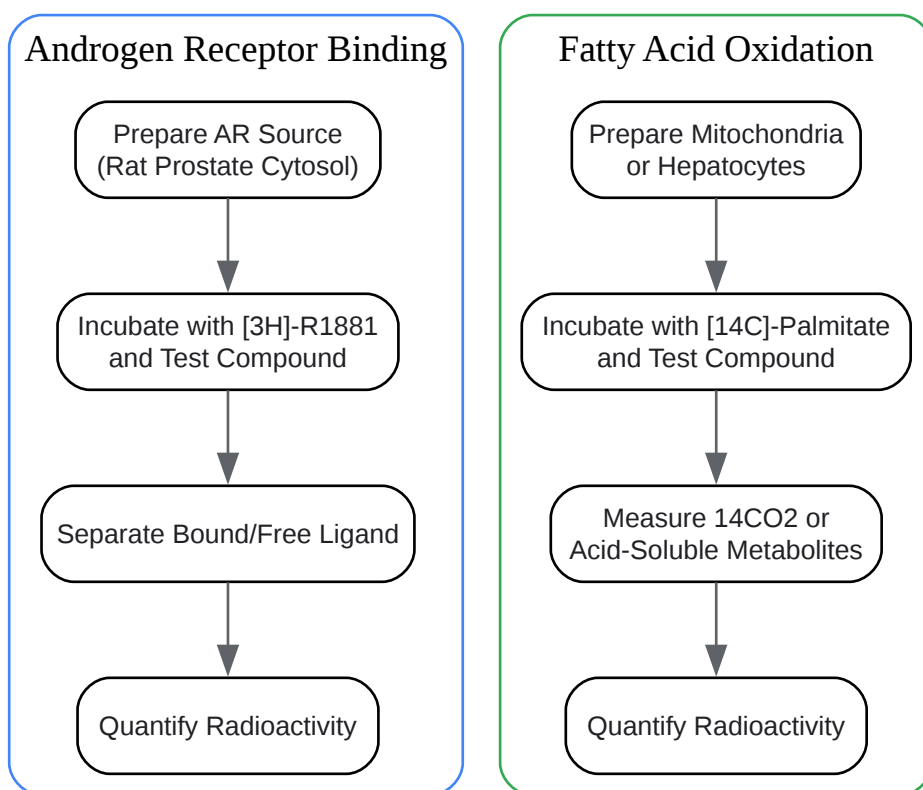 Androgen Receptor Binding
Prepare AR Source
(Rat Prostate Cytosol)
Incubate with [3H]-R1881
and Test Compound
Separate Bound/Free Ligand
Quantify Radioactivity
Fatty Acid Oxidation
Prepare Mitochondria
or Hepatocytes
Incubate with [14C]-Palmitate
and Test Compound
Measure 14CO2 or
Acid-Soluble Metabolites
Quantify Radioactivity